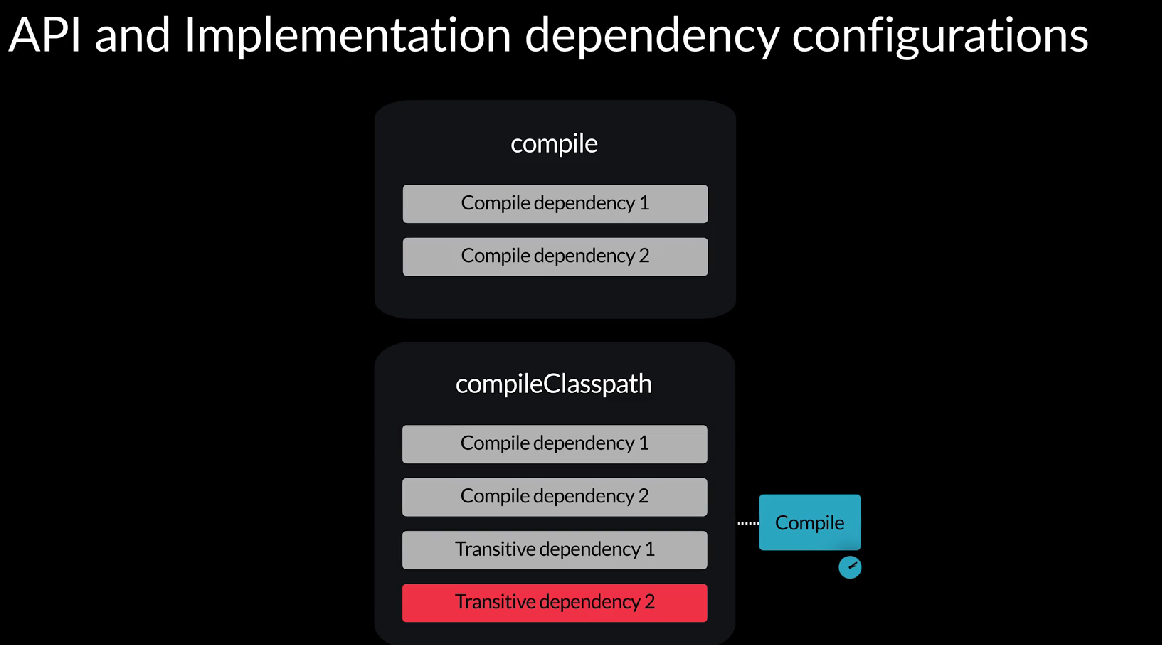 API and Implementation dependency configurations
compile
Compile dependency 1
Compile dependency 2
compileClasspath
Compile dependency 1
Compile dependency 2
Transitive dependency 1
Transitive dependency 2
Compile